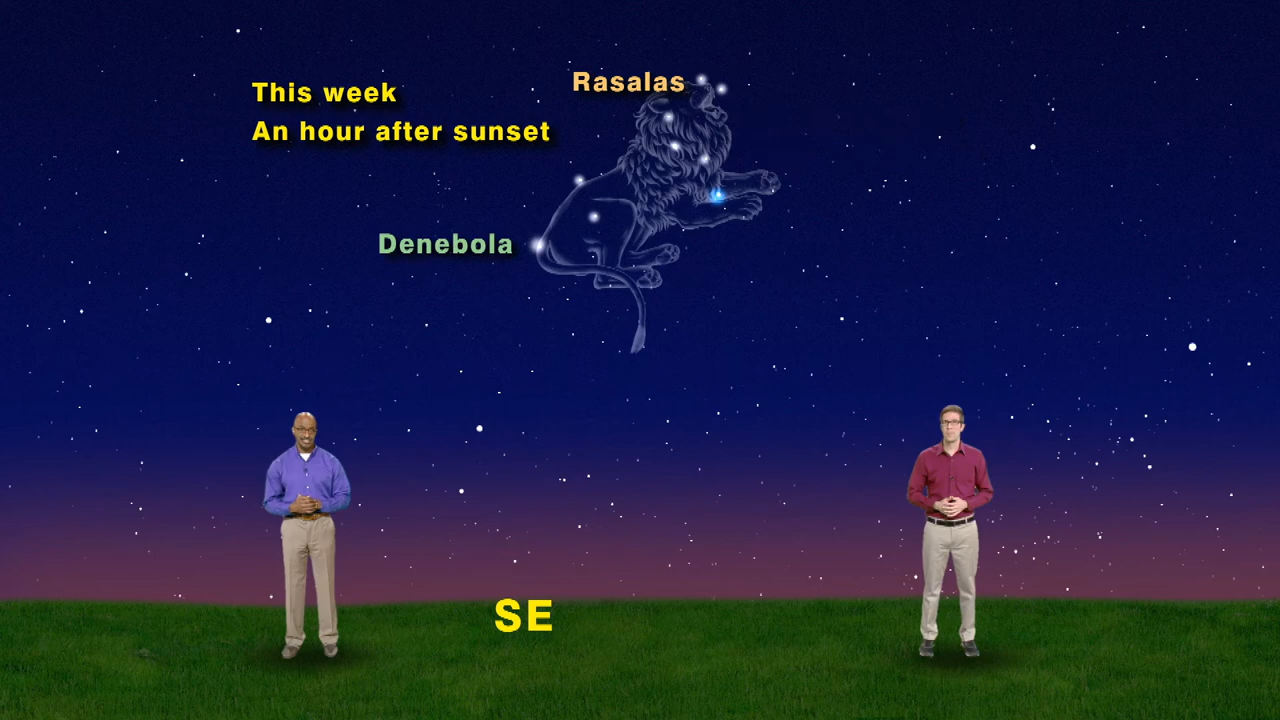 This week
An hour after sunset
Rasalas
Denebola
SE